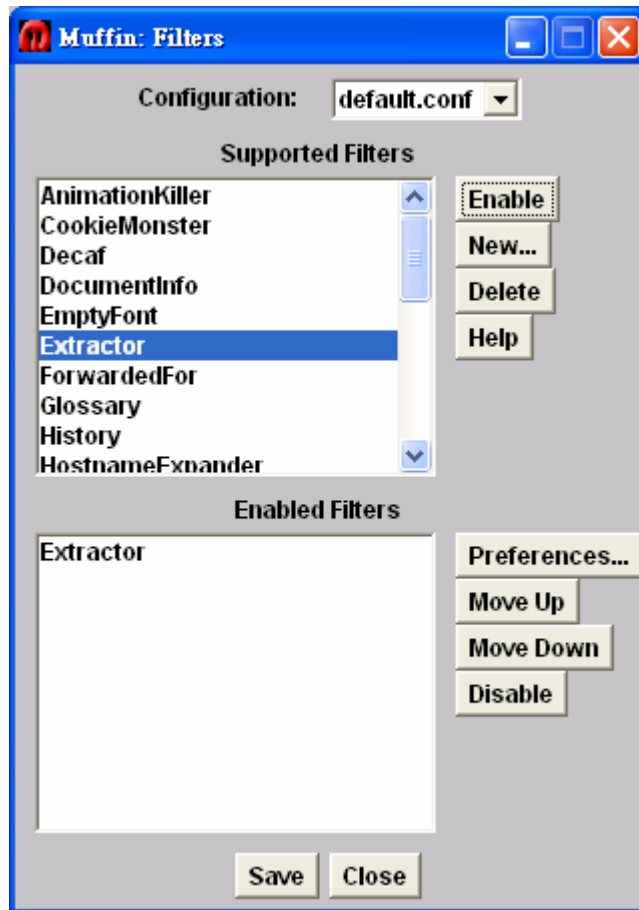 Muffin: Filters
Configuration: default.conf
Supported Filters
AnimationKiller
CookieMonster
Decaf
DocumentInfo
EmptyFont
Extractor
ForwardedFor
Glossary
History
HostnameExpander
Enable
New...
Delete
Help
Enabled Filters
Extractor
Preferences...
Move Up
Move Down
Disable
Save
Close